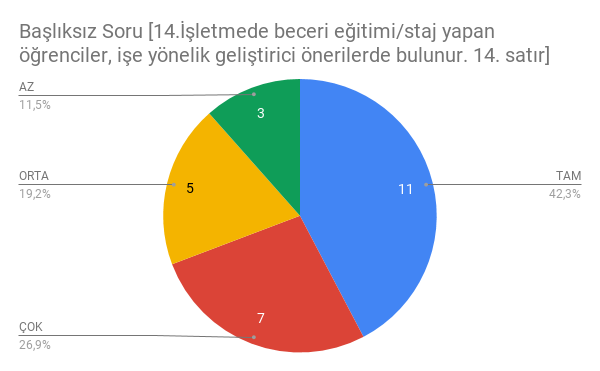 Başlıksız Soru [14.İşletmede beceri eğitimi/staj yapan
öğrenciler, işe yönelik geliştirici önerilerde bulunur. 14. satır]
AZ
11,5%
3
ORTA
19,2%
5
11
TAM
42,3%
7
ÇOK
26,9%